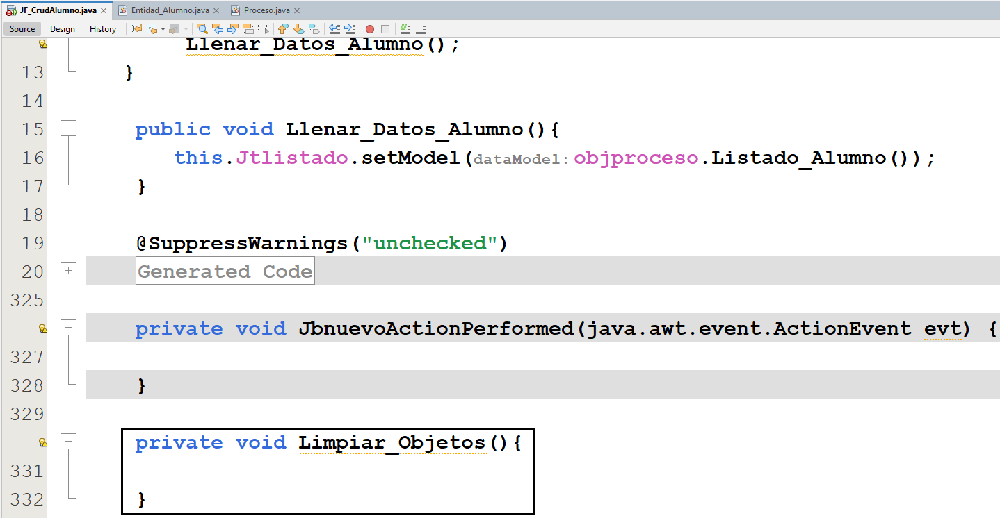 JF_CrudAlumno.java Entidad_Alumno.java Proceso.java
Source Design History
Llenar_Datos_Alumno();
13 }
14
15 public void Llenar_Datos_Alumno(){
16 this.Jtlistado.setModel(dataModel: objproceso.Listado_Alumno());
17 }
18
19 @SuppressWarnings("unchecked")
20 Generated Code
325
private void JbnuevoActionPerformed(java.awt.event.ActionEvent evt) {
327
328 }
329
private void Limpiar_Objetos(){
331
332 }